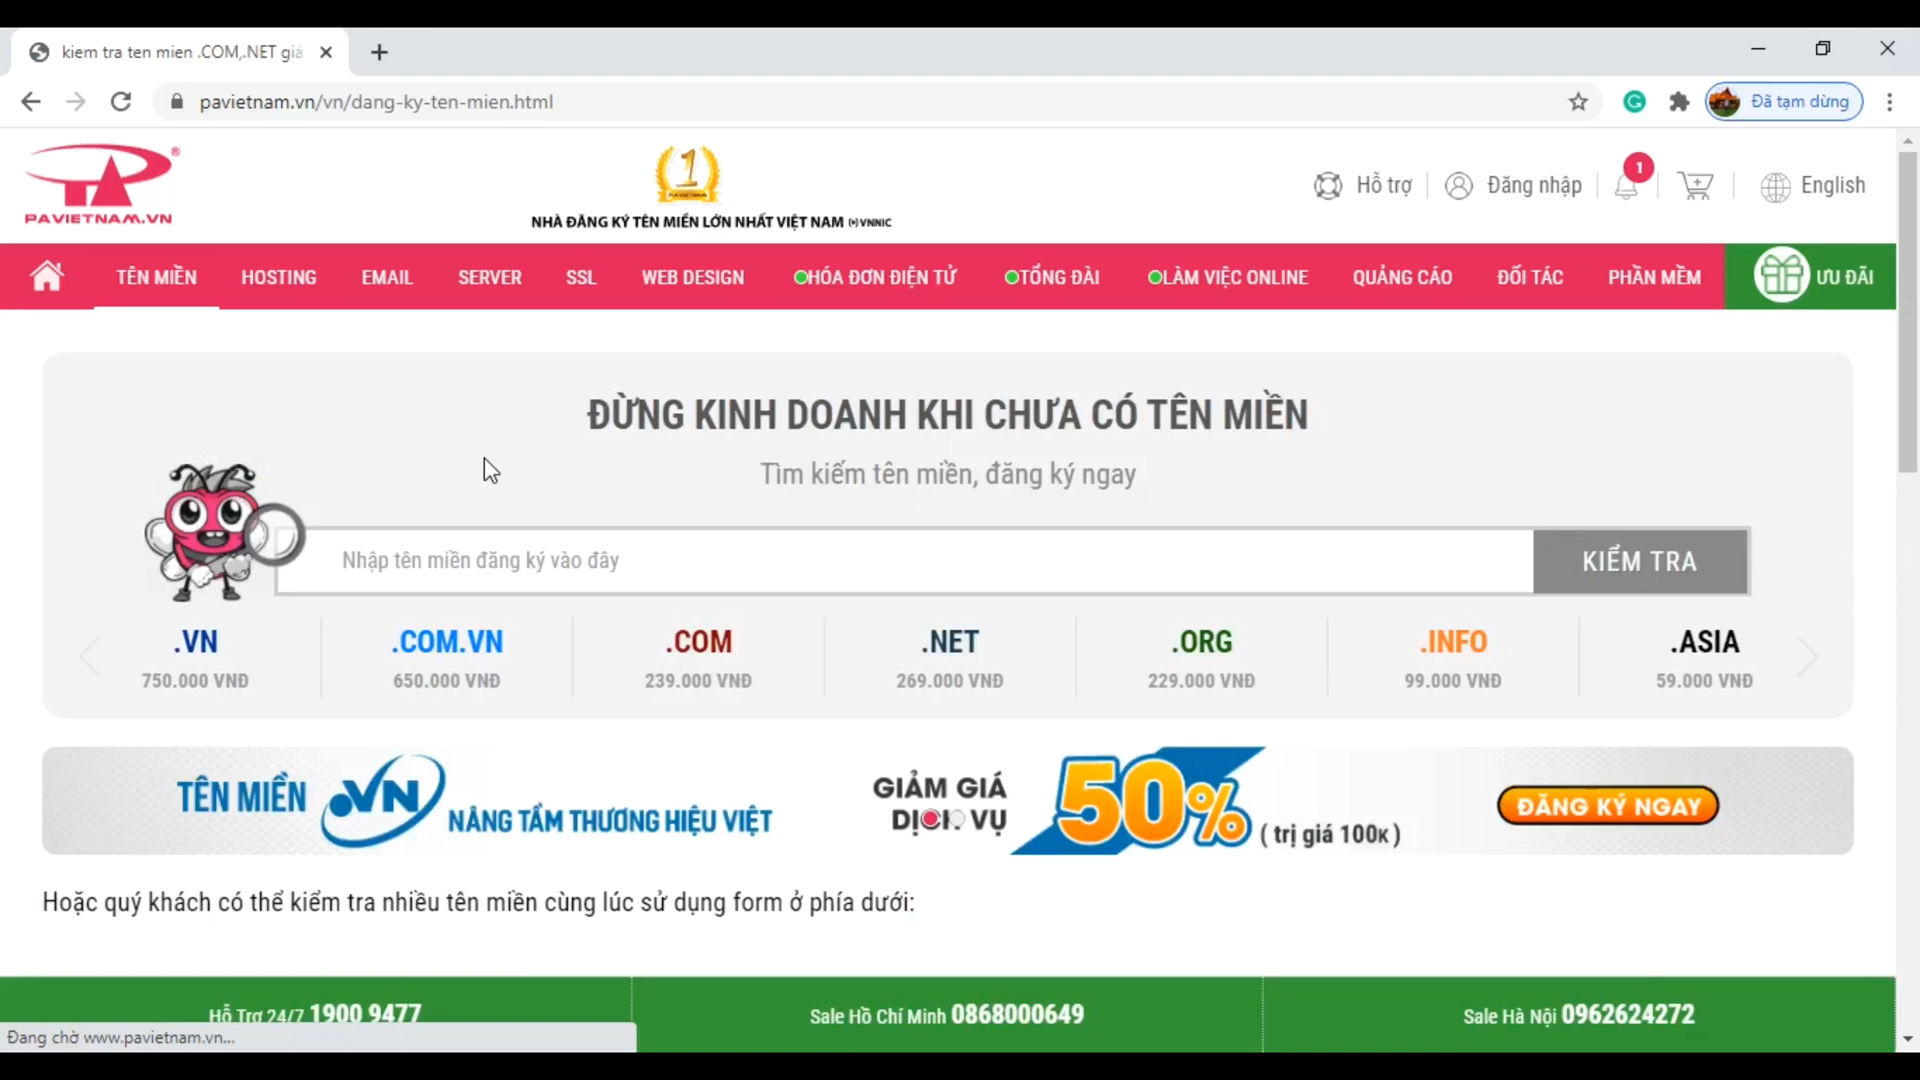 kiem tra ten mien .COM,.NET giá
pavietnam.vn/vn/dang-ky-ten-mien.html
Đã tạm dừng
PAVIETNAM.VN
1
NHÀ ĐĂNG KÝ TÊN MIỀN LỚN NHẤT VIỆT NAM (*) VNNIC
Hỗ trợ
Đăng nhập
1
English
TÊN MIỀN
HOSTING
EMAIL
SERVER
SSL
WEB DESIGN
HÓA ĐƠN ĐIỆN TỬ
TỔNG ĐÀI
LÀM VIỆC ONLINE
QUẢNG CÁO
ĐỐI TÁC
PHẦN MỀM
ƯU ĐÃI
ĐỪNG KINH DOANH KHI CHƯA CÓ TÊN MIỀN
Tìm kiếm tên miền, đăng ký ngay
Nhập tên miền đăng ký vào đây
KIỂM TRA
.VN
750.000 VNĐ
.COM.VN
650.000 VNĐ
.COM
239.000 VNĐ
.NET
269.000 VNĐ
.ORG
229.000 VNĐ
.INFO
99.000 VNĐ
.ASIA
59.000 VNĐ
TÊN MIỀN .VN NÂNG TẦM THƯƠNG HIỆU VIỆT
GIẢM GIÁ
DỊCH VỤ
50% ( trị giá 100K )
ĐĂNG KÝ NGAY
Hoặc quý khách có thể kiểm tra nhiều tên miền cùng lúc sử dụng form ở phía dưới:
Hỗ Trợ 24/7 1900 9477
Sale Hồ Chí Minh 0868000649
Sale Hà Nội 0962624272
Đang chờ www.pavietnam.vn...